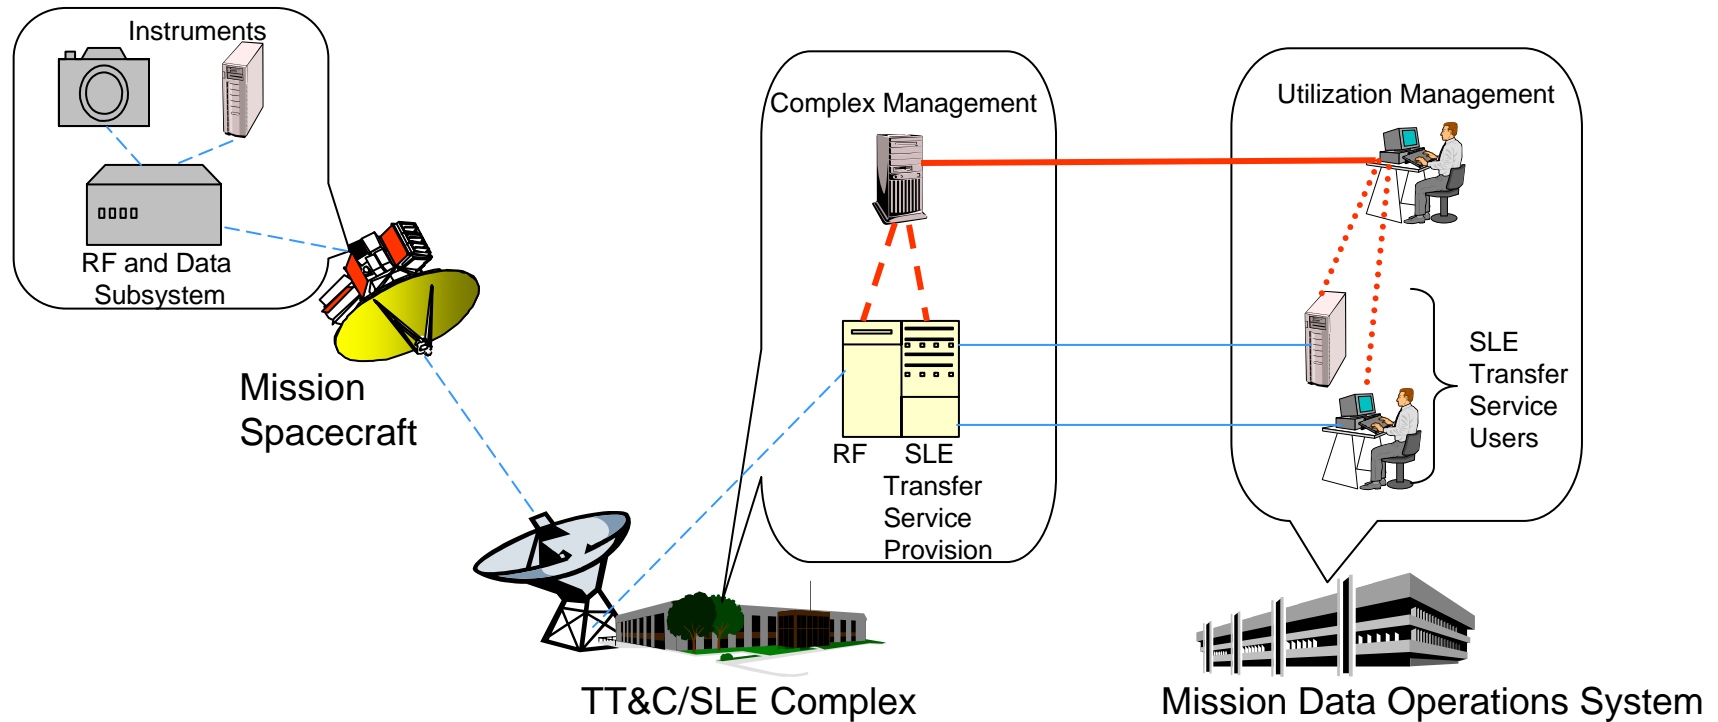 Instruments
RF and Data
Subsystem
Mission
Spacecraft
Complex Management
RF SLE
Transfer
Service
Provision
Utilization Management
SLE
Transfer
Service
Users
TT&C/SLE Complex
Mission Data Operations System